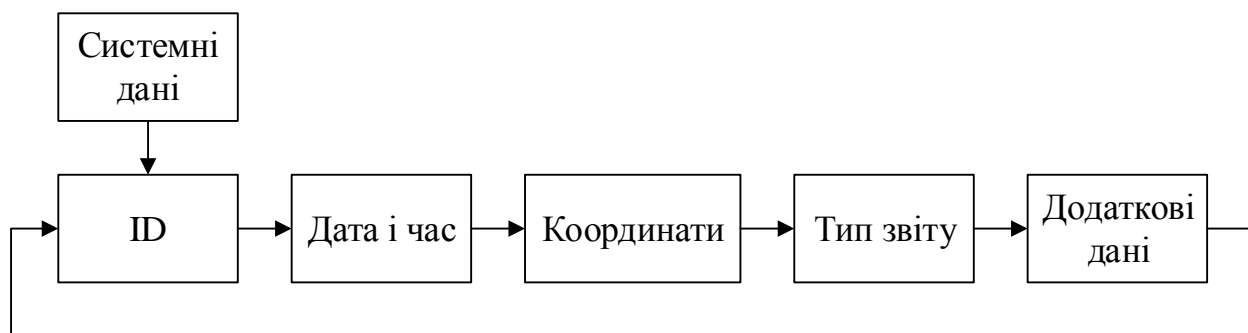 Системні
дані
ID
Дата і час
Координати
Тип звіту
Додаткові
дані